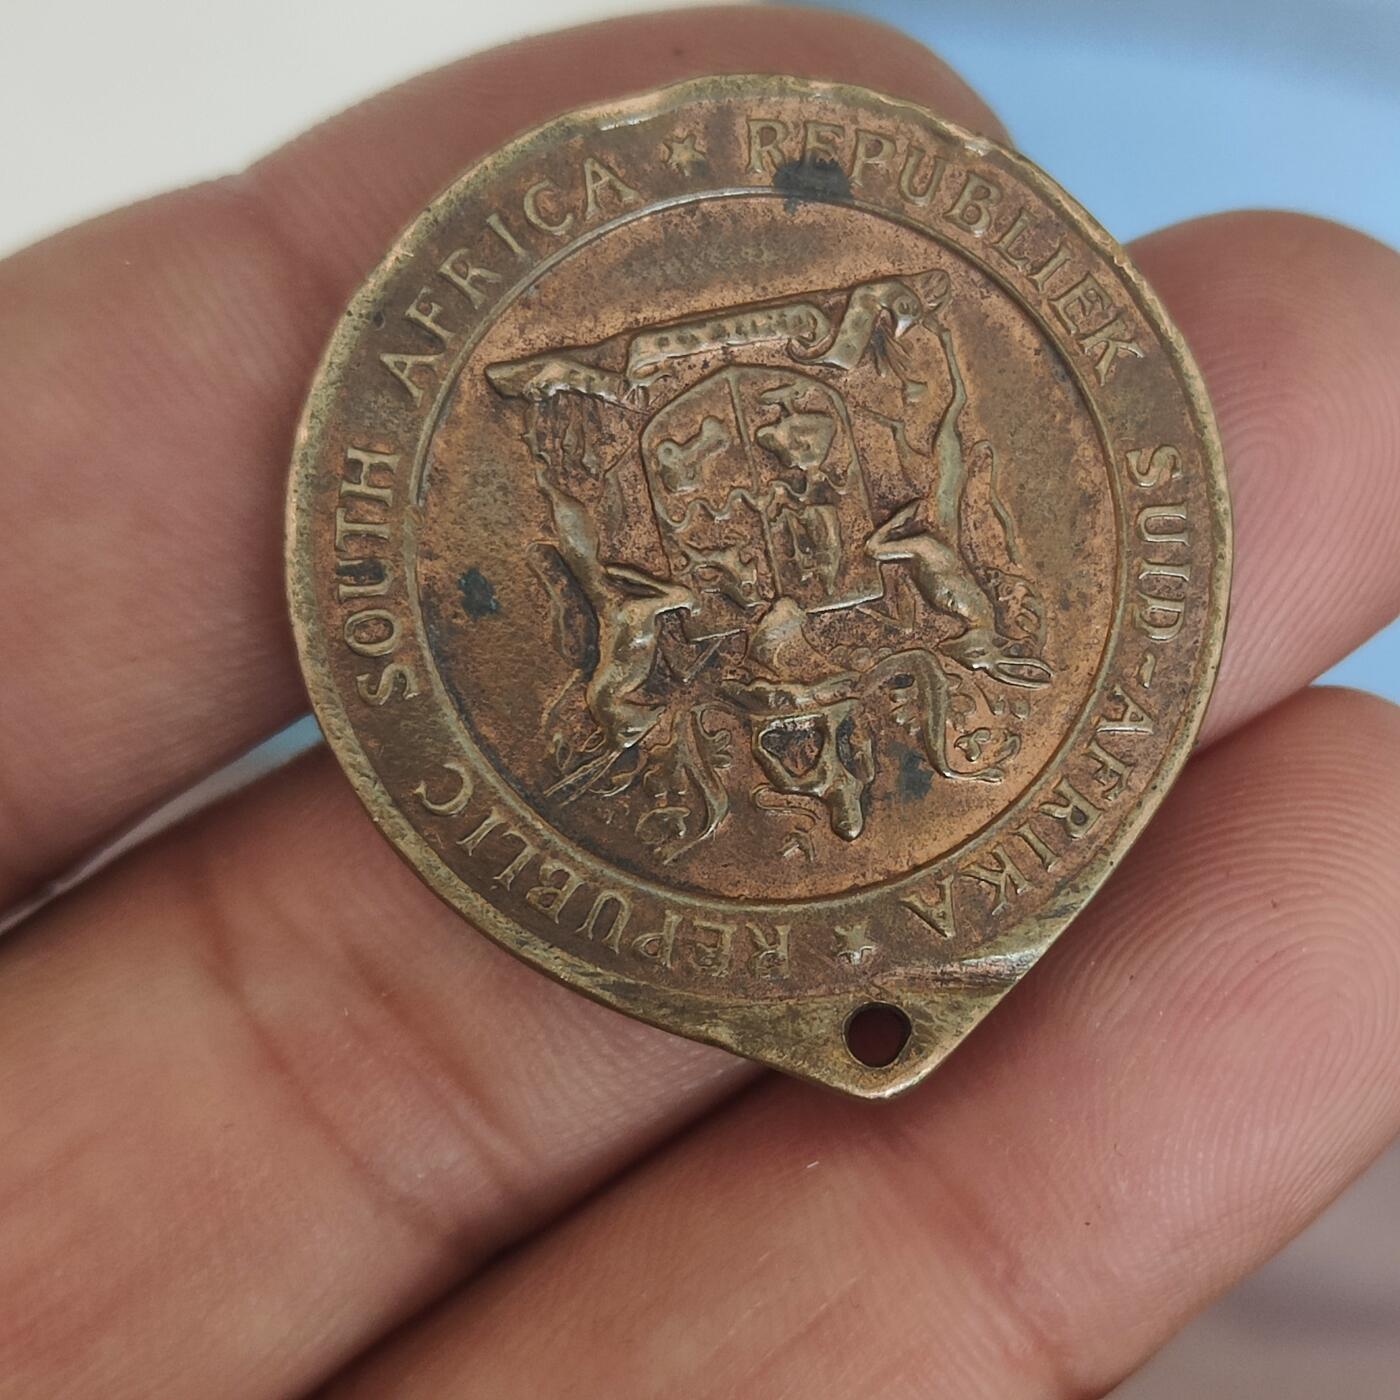 REPUBLIC SOUTH AFRICA ★ REPUBLIEK SUID-AFRIKA ★